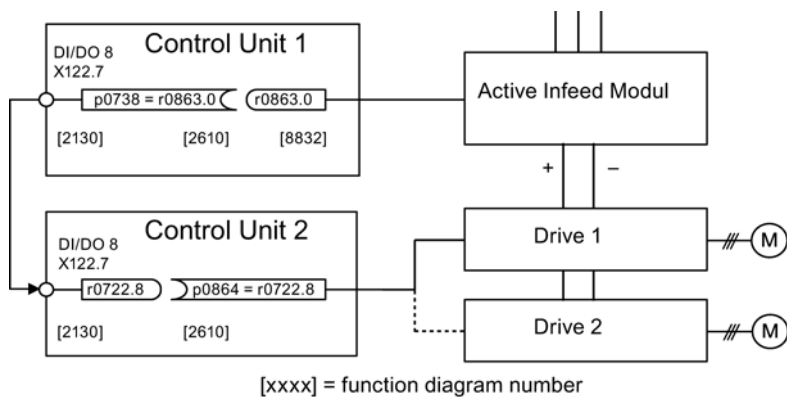 Control Unit 1
DI/DO 8
X122.7
p0738 = r0863.0
r0863.0
[2130]
[2610]
[8832]
Active Infeed Modul
+
–
Control Unit 2
DI/DO 8
X122.7
r0722.8
p0864 = r0722.8
[2130]
[2610]
Drive 1
M
Drive 2
M
[xxxx] = function diagram number